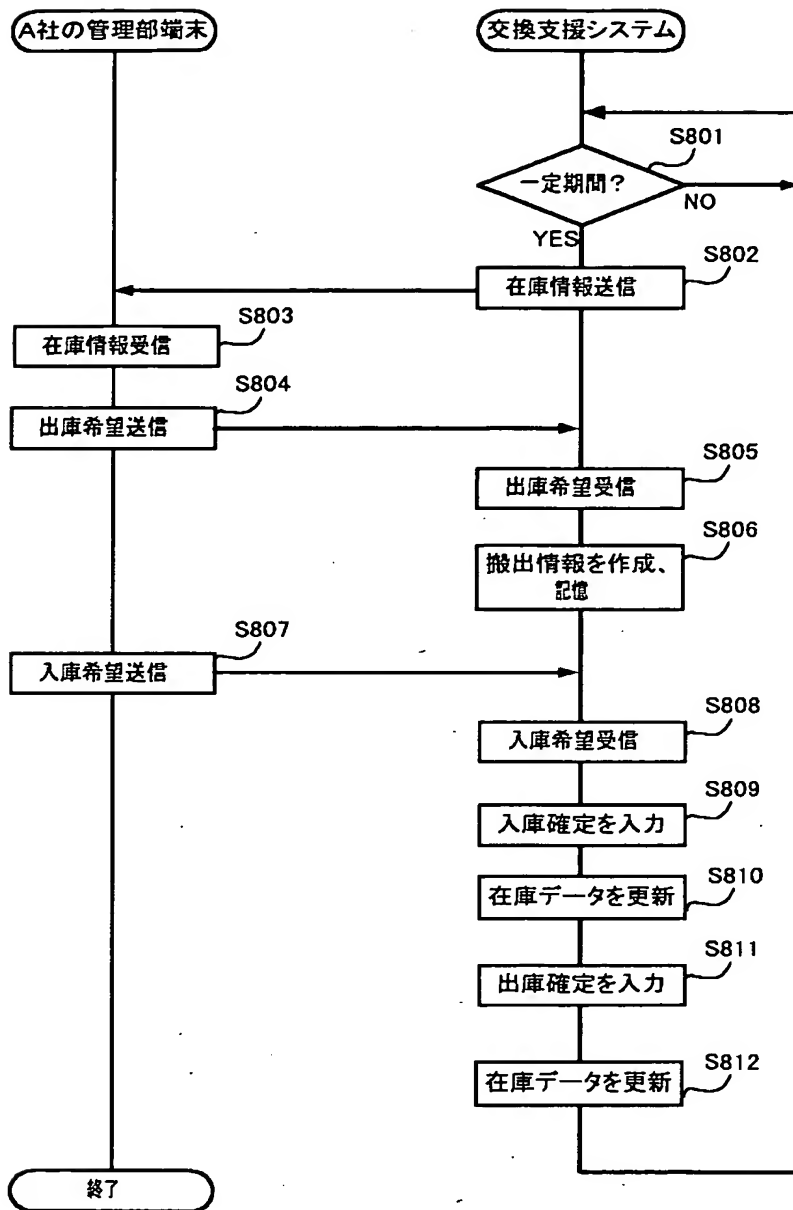 A社の管理部端末
交換支援システム
S801
一定期間?
NO
YES
S802
在庫情報送信
S803
在庫情報受信
S804
出庫希望送信
S805
出庫希望受信
S806
搬出情報を作成、
記憶
S807
入庫希望送信
S808
入庫希望受信
S809
入庫確定を入力
S810
在庫データを更新
S811
出庫確定を入力
S812
在庫データを更新
終了